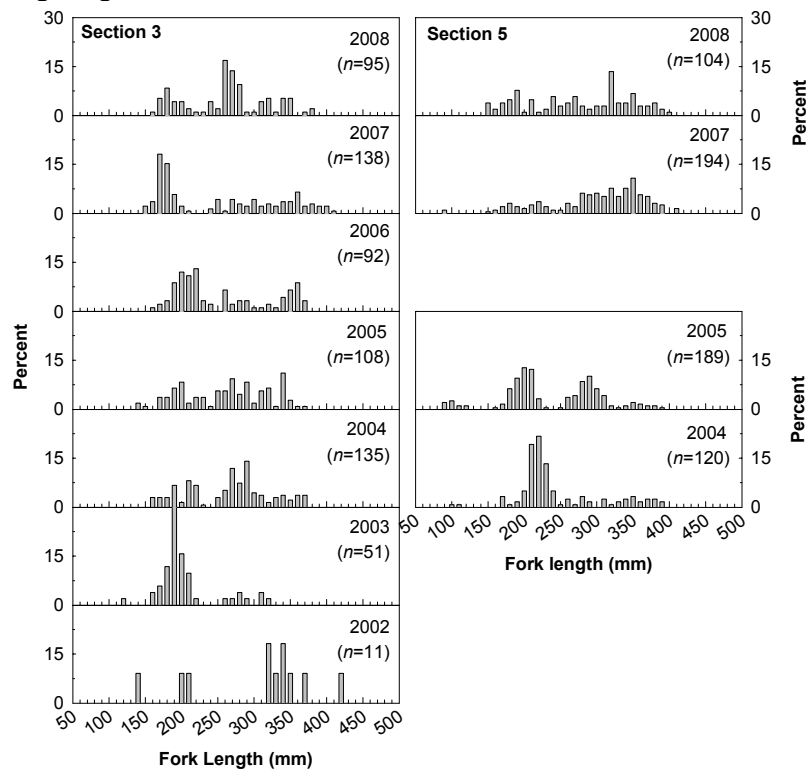 Section 3
30
15
0
2008
(n=95)
15
0
2007
(n=138)
15
0
2006
(n=92)
15
0
2005
(n=108)
15
0
2004
(n=135)
15
0
2003
(n=51)
15
0
2002
(n=11)
Percent
50 100 150 200 250 300 350 400 450 500
Fork Length (mm)
Section 5
2008
(n=104)
30
15
0
2007
(n=194)
15
0
Percent
2005
(n=189)
15
0
2004
(n=120)
15
Percent
50 100 150 200 250 300 350 400 450 500
Fork length (mm)